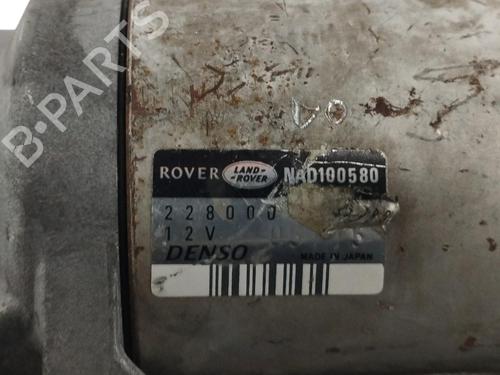 B-PARTS
ROVER LAND-ROVER NAD100580
228000
12V
DENSO MADE IN JAPAN